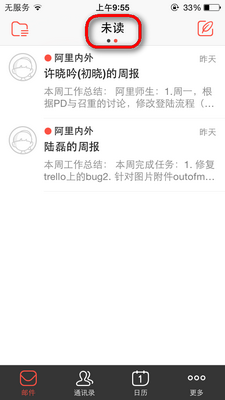 无服务 上午9:55 33%
未读
阿里内外 昨天
许晓吟(初晓)的周报
本周工作总结： 阿里师生：1.周一，根
据PD与召重的讨论，修改登陆流程（...
阿里内外 昨天
陆磊的周报
本周工作总结： 本周完成任务：1. 修复
trello上的bug2. 针对图片附件outofm...
邮件 通讯录 1 日历 更多